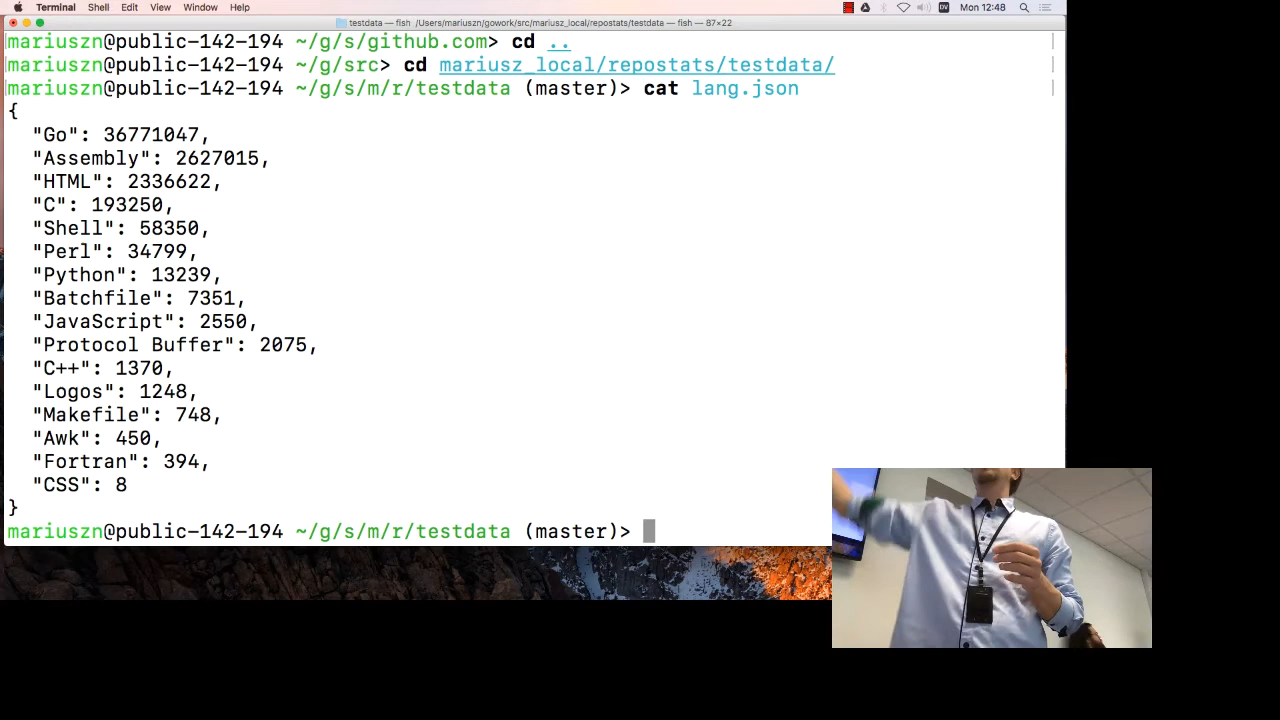 Terminal Shell Edit View Window Help DV Mon 12:48
testdata — fish /Users/mariuszn/gowork/src/mariusz_local/repostats/testdata — fish — 87×22
mariuszn@public-142-194 ~/g/s/github.com> cd ..
mariuszn@public-142-194 ~/g/src> cd mariusz_local/repostats/testdata/
mariuszn@public-142-194 ~/g/s/m/r/testdata (master)> cat lang.json
{
"Go": 36771047,
"Assembly": 2627015,
"HTML": 2336622,
"C": 193250,
"Shell": 58350,
"Perl": 34799,
"Python": 13239,
"Batchfile": 7351,
"JavaScript": 2550,
"Protocol Buffer": 2075,
"C++": 1370,
"Logos": 1248,
"Makefile": 748,
"Awk": 450,
"Fortran": 394,
"CSS": 8
}
mariuszn@public-142-194 ~/g/s/m/r/testdata (master)>